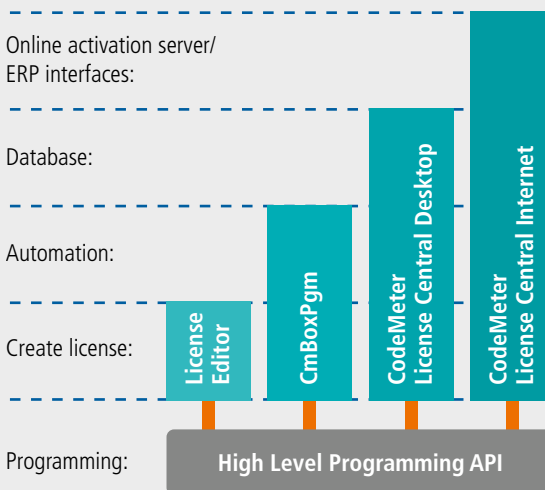 Online activation server/
ERP interfaces:
Database:
Automation:
Create license:
Programming:
License
Editor
CmBoxPgm
CodeMeter
License Central Desktop
CodeMeter
License Central Internet
High Level Programming API